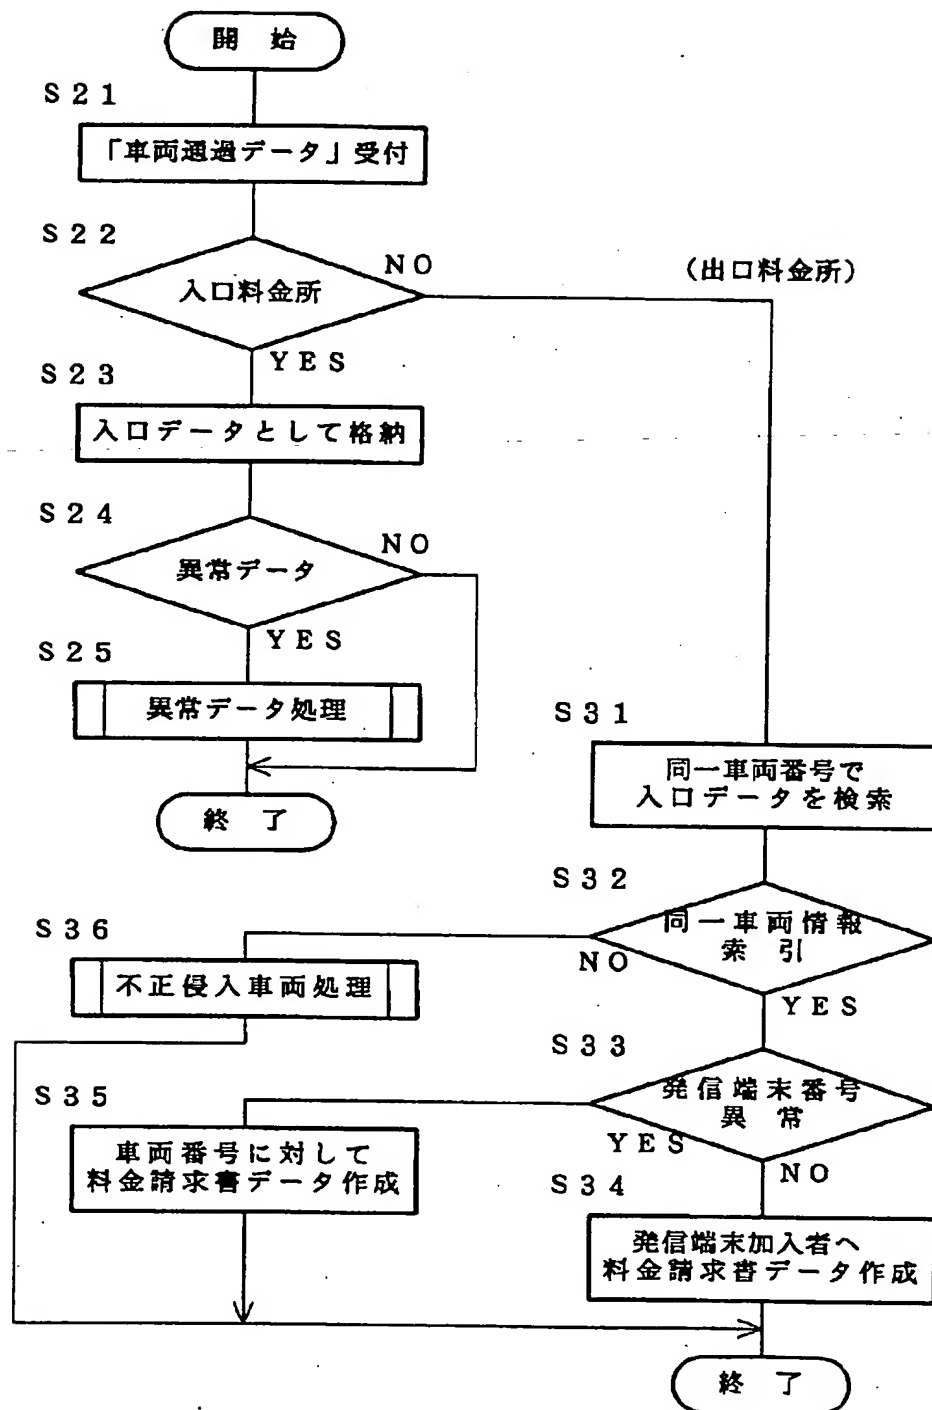 開 始
S21
「車両通過データ」受付
S22
入口料金所
NO
(出口料金所)
YES
S23
入口データとして格納
S24
異常データ
NO
YES
S25
異常データ処理
終 了
S31
同一車両番号で
入口データを検索
S32
同一車両情報
索 引
NO
YES
S36
不正侵入車両処理
S33
発信端末番号
異 常
YES
NO
S35
車両番号に対して
料金請求書データ作成
S34
発信端末加入者へ
料金請求書データ作成
終 了